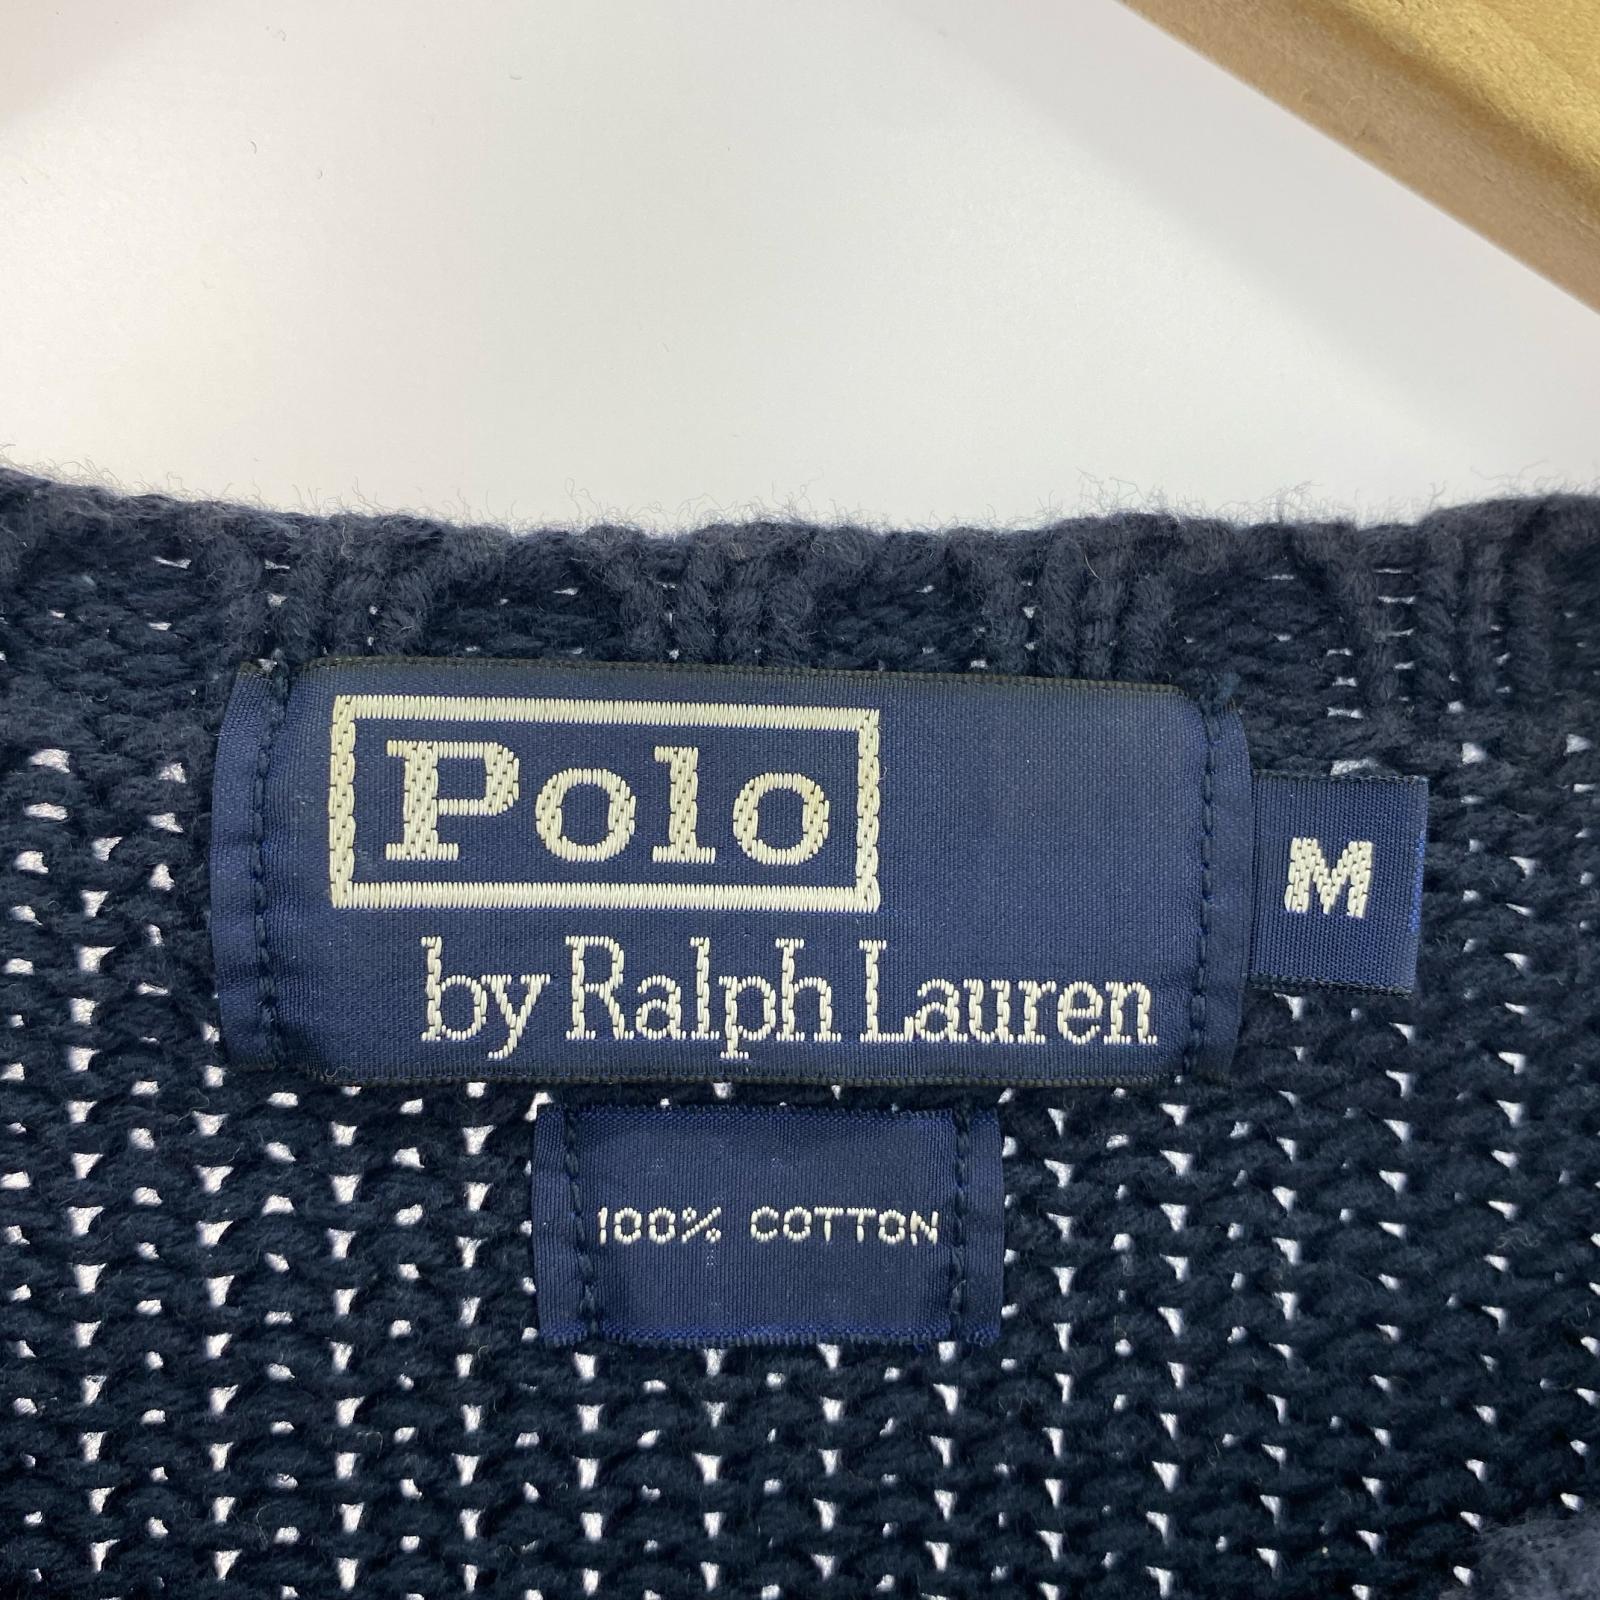 Polo
by Ralph Lauren
M
100% COTTON